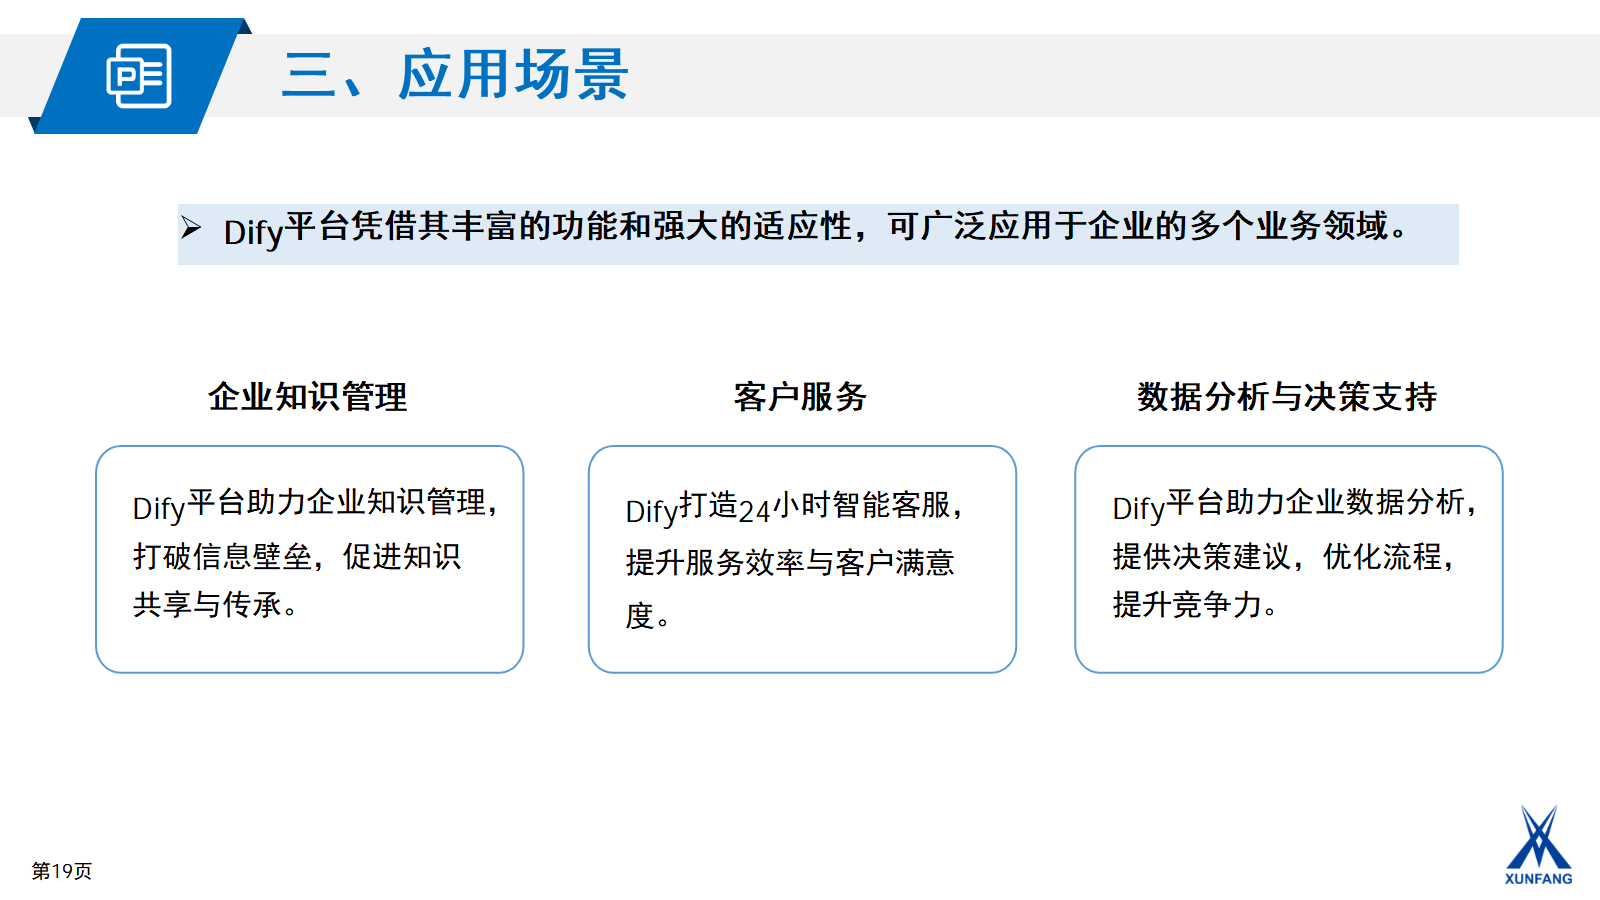 三、应用场景
Dify平台凭借其丰富的功能和强大的适应性，可广泛应用于企业的多个业务领域。
企业知识管理
Dify平台助力企业知识管理，
打破信息壁垒，促进知识
共享与传承。
客户服务
Dify打造24小时智能客服，
提升服务效率与客户满意
度。
数据分析与决策支持
Dify平台助力企业数据分析，
提供决策建议，优化流程，
提升竞争力。
第19页
XUNFANG